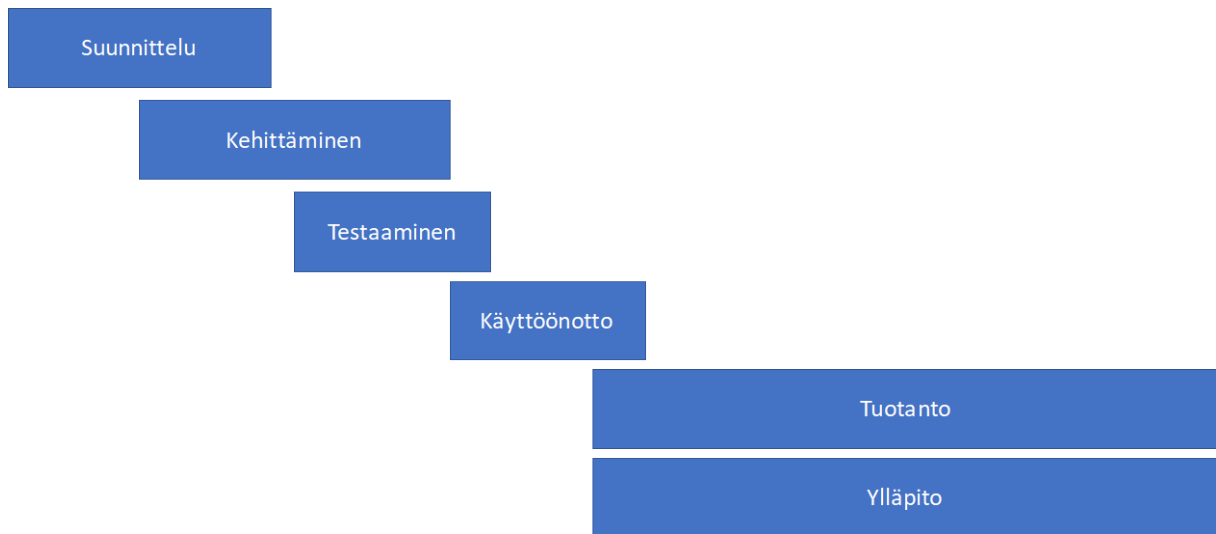 Suunnittelu
Kehittäminen
Testaaminen
Käyttöönotto
Tuotanto
Ylläpito